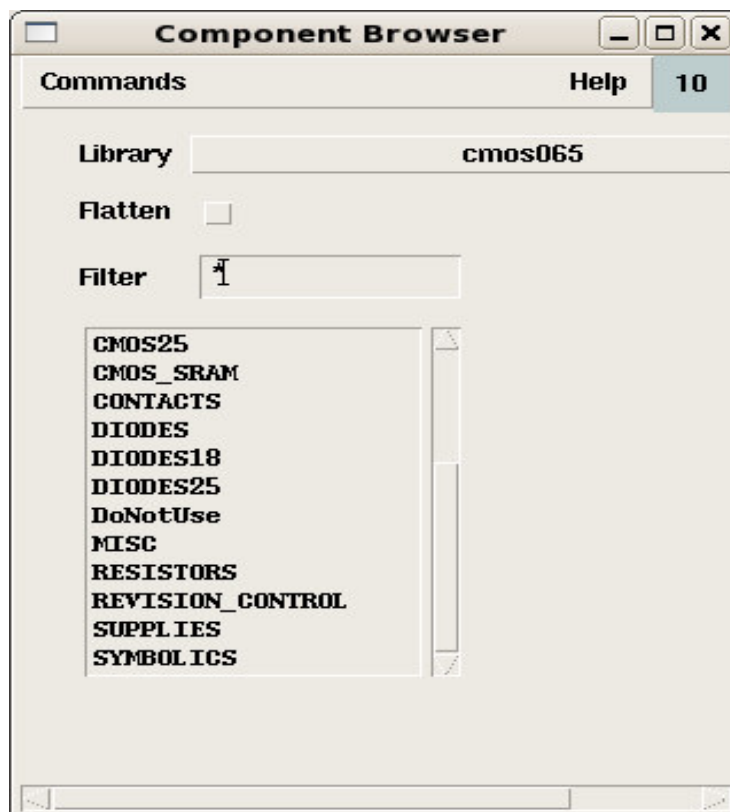 Component Browser
Commands Help 10
Library cmos065
Flatten
Filter *
CMOS25
CMOS_SRAM
CONTACTS
DIODES
DIODES18
DIODES25
DoNotUse
MISC
RESISTORS
REVISION_CONTROL
SUPPLIES
SYMBOLICS